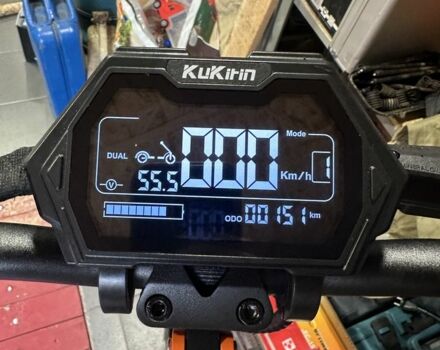 KuKirin
DUAL
000
Mode
1
Km/h
V
55.5
ODO 00151 km